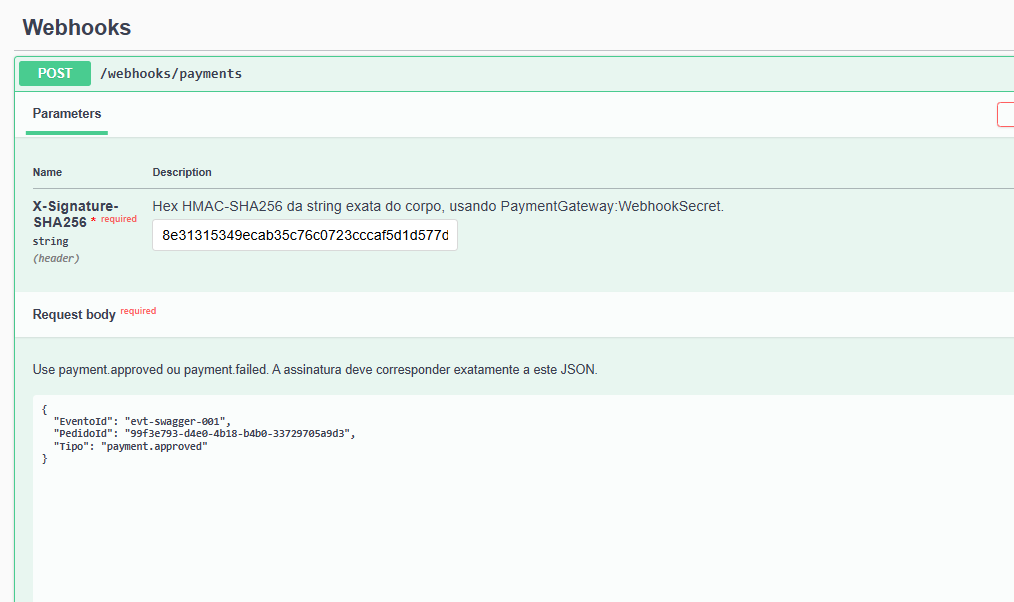 Webhooks
POST /webhooks/payments
Parameters
Name Description
X-Signature-SHA256 * required
string
(header)
Hex HMAC-SHA256 da string exata do corpo, usando PaymentGateway:WebhookSecret.
8e31315349ecab35c76c0723cccaf5d1d577d
Request body required
Use payment.approved ou payment.failed. A assinatura deve corresponder exatamente a este JSON.
{
  "EventoId": "evt-swagger-001",
  "PedidoId": "99f3e793-d4e0-4b18-b4b0-33729705a9d3",
  "Tipo": "payment.approved"
}